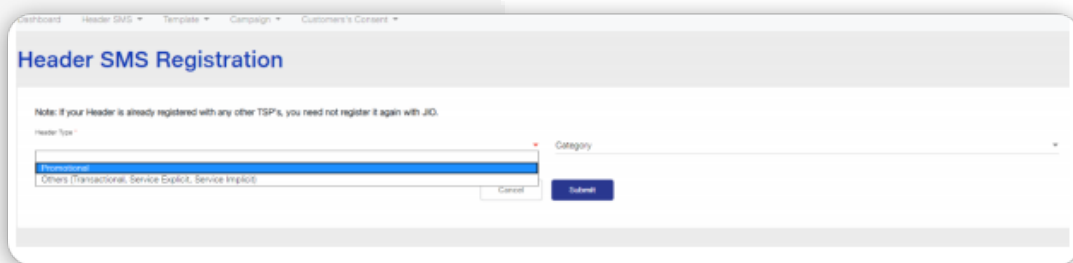 Dashboard Header SMS Template Campaign Customers's Consent
Header SMS Registration
Note: If your Header is already registered with any other TSP's, you need not register it again with JIO.
Header Type *
Category
Promotional
Others (Transactional, Service Explicit, Service Implicit)
Cancel Submit